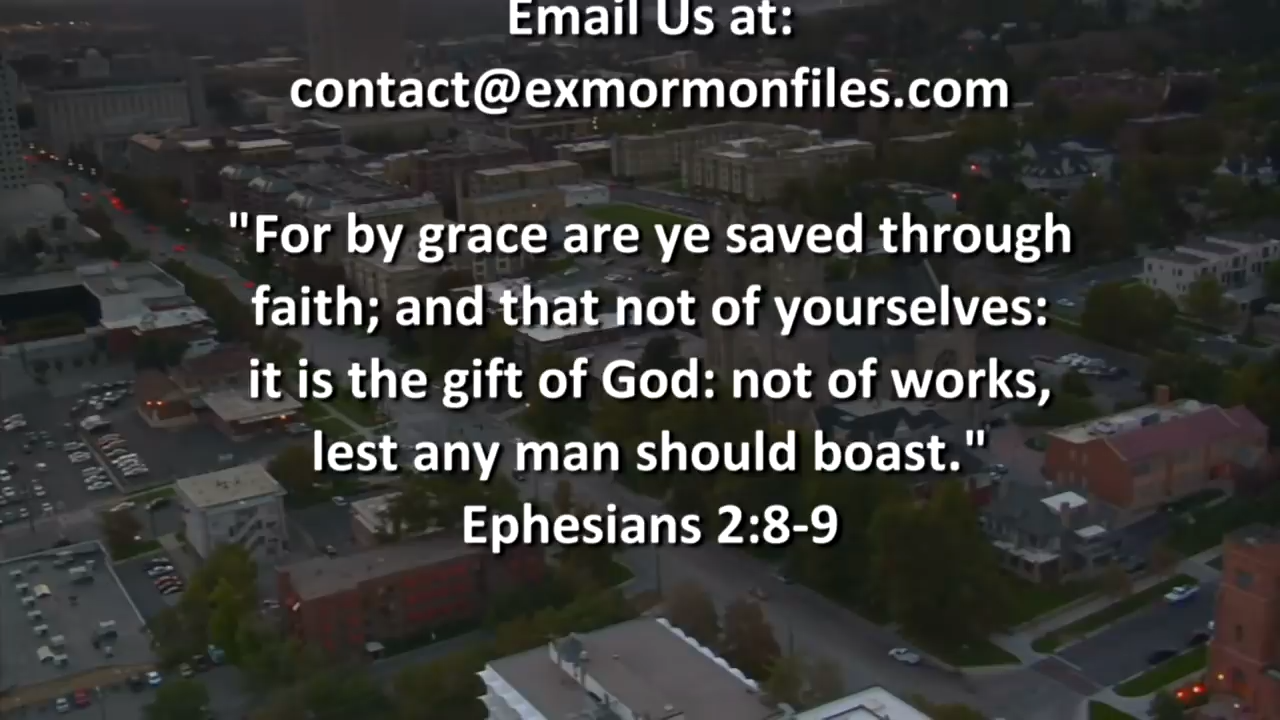 Email Us at:
contact@exmormonfiles.com
"For by grace are ye saved through
faith; and that not of yourselves:
it is the gift of God: not of works,
lest any man should boast."
Ephesians 2:8-9